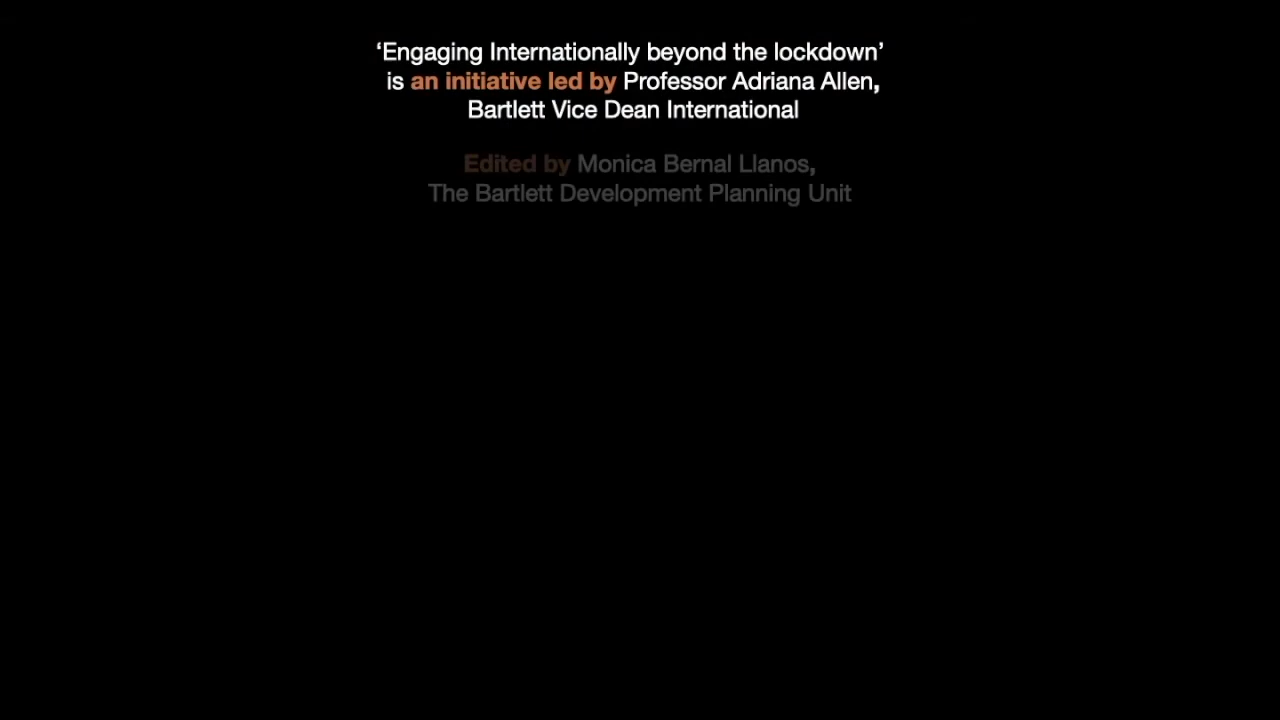 ‘Engaging Internationally beyond the lockdown’
is an initiative led by Professor Adriana Allen,
Bartlett Vice Dean International
Edited by Monica Bernal Llanos,
The Bartlett Development Planning Unit